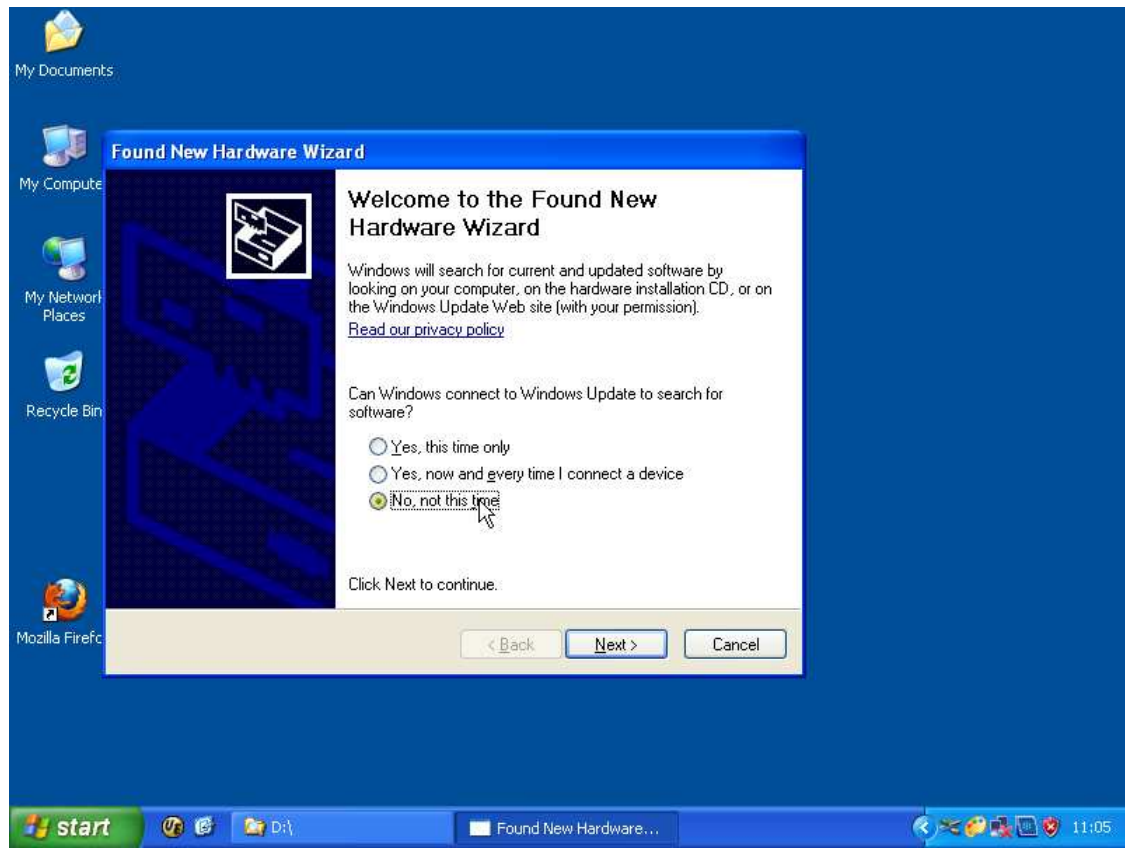 My Documents
My Compute
My Networ
Places
Recycle Bin
Mozilla Firefc
Found New Hardware Wizard
Welcome to the Found New
Hardware Wizard
Windows will search for current and updated software by
looking on your computer, on the hardware installation CD, or on
the Windows Update Web site (with your permission).
Read our privacy policy
Can Windows connect to Windows Update to search for
software?
Yes, this time only
Yes, now and every time I connect a device
No, not this time
Click Next to continue.
< Back Next > Cancel
start UE D:\ Found New Hardware... 11:05